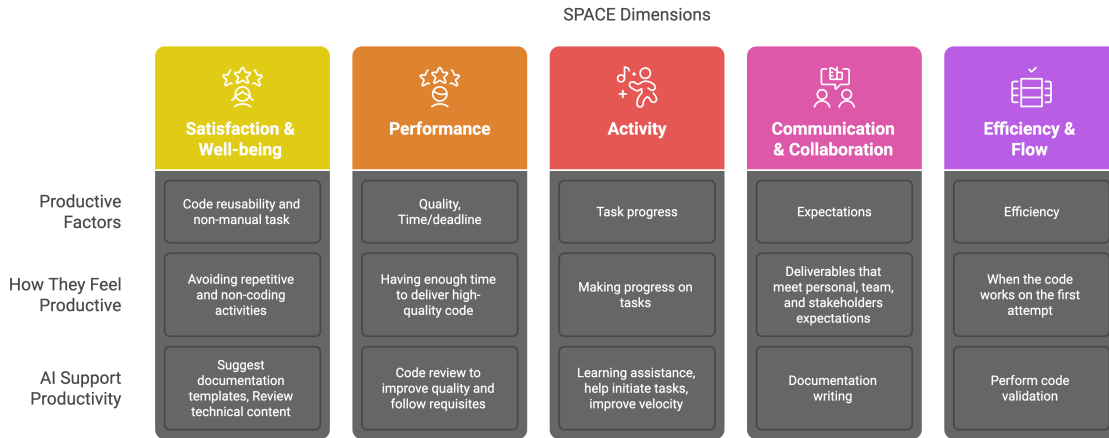 SPACE Dimensions
Satisfaction &
Well-being
Performance
Activity
Communication
& Collaboration
Efficiency &
Flow
Productive
Factors
Code reusability and
non-manual task
Quality,
Time/deadline
Task progress
Expectations
Efficiency
How They Feel
Productive
Avoiding repetitive
and non-coding
activities
Having enough time
to deliver high-
quality code
Making progress on
tasks
Deliverables that
meet personal, team,
and stakeholders
expectations
When the code
works on the first
attempt
AI Support
Productivity
Suggest
documentation
templates, Review
technical content
Code review to
improve quality and
follow requisites
Learning assistance,
help initiate tasks,
improve velocity
Documentation
writing
Perform code
validation